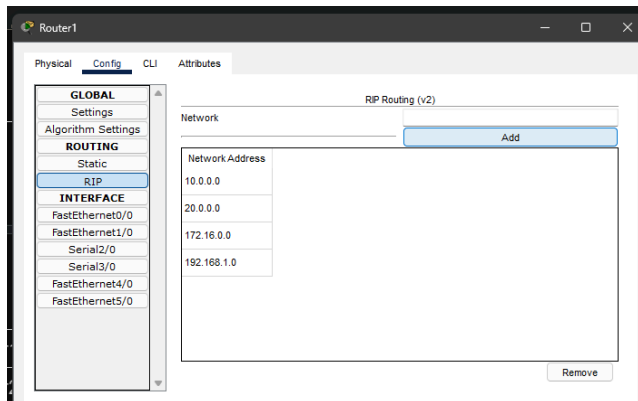 Router1
Physical Config CLI Attributes
GLOBAL
Settings
Algorithm Settings
ROUTING
Static
RIP
INTERFACE
FastEthernet0/0
FastEthernet1/0
Serial2/0
Serial3/0
FastEthernet4/0
FastEthernet5/0
RIP Routing (v2)
Network
Add
Network Address
10.0.0.0
20.0.0.0
172.16.0.0
192.168.1.0
Remove